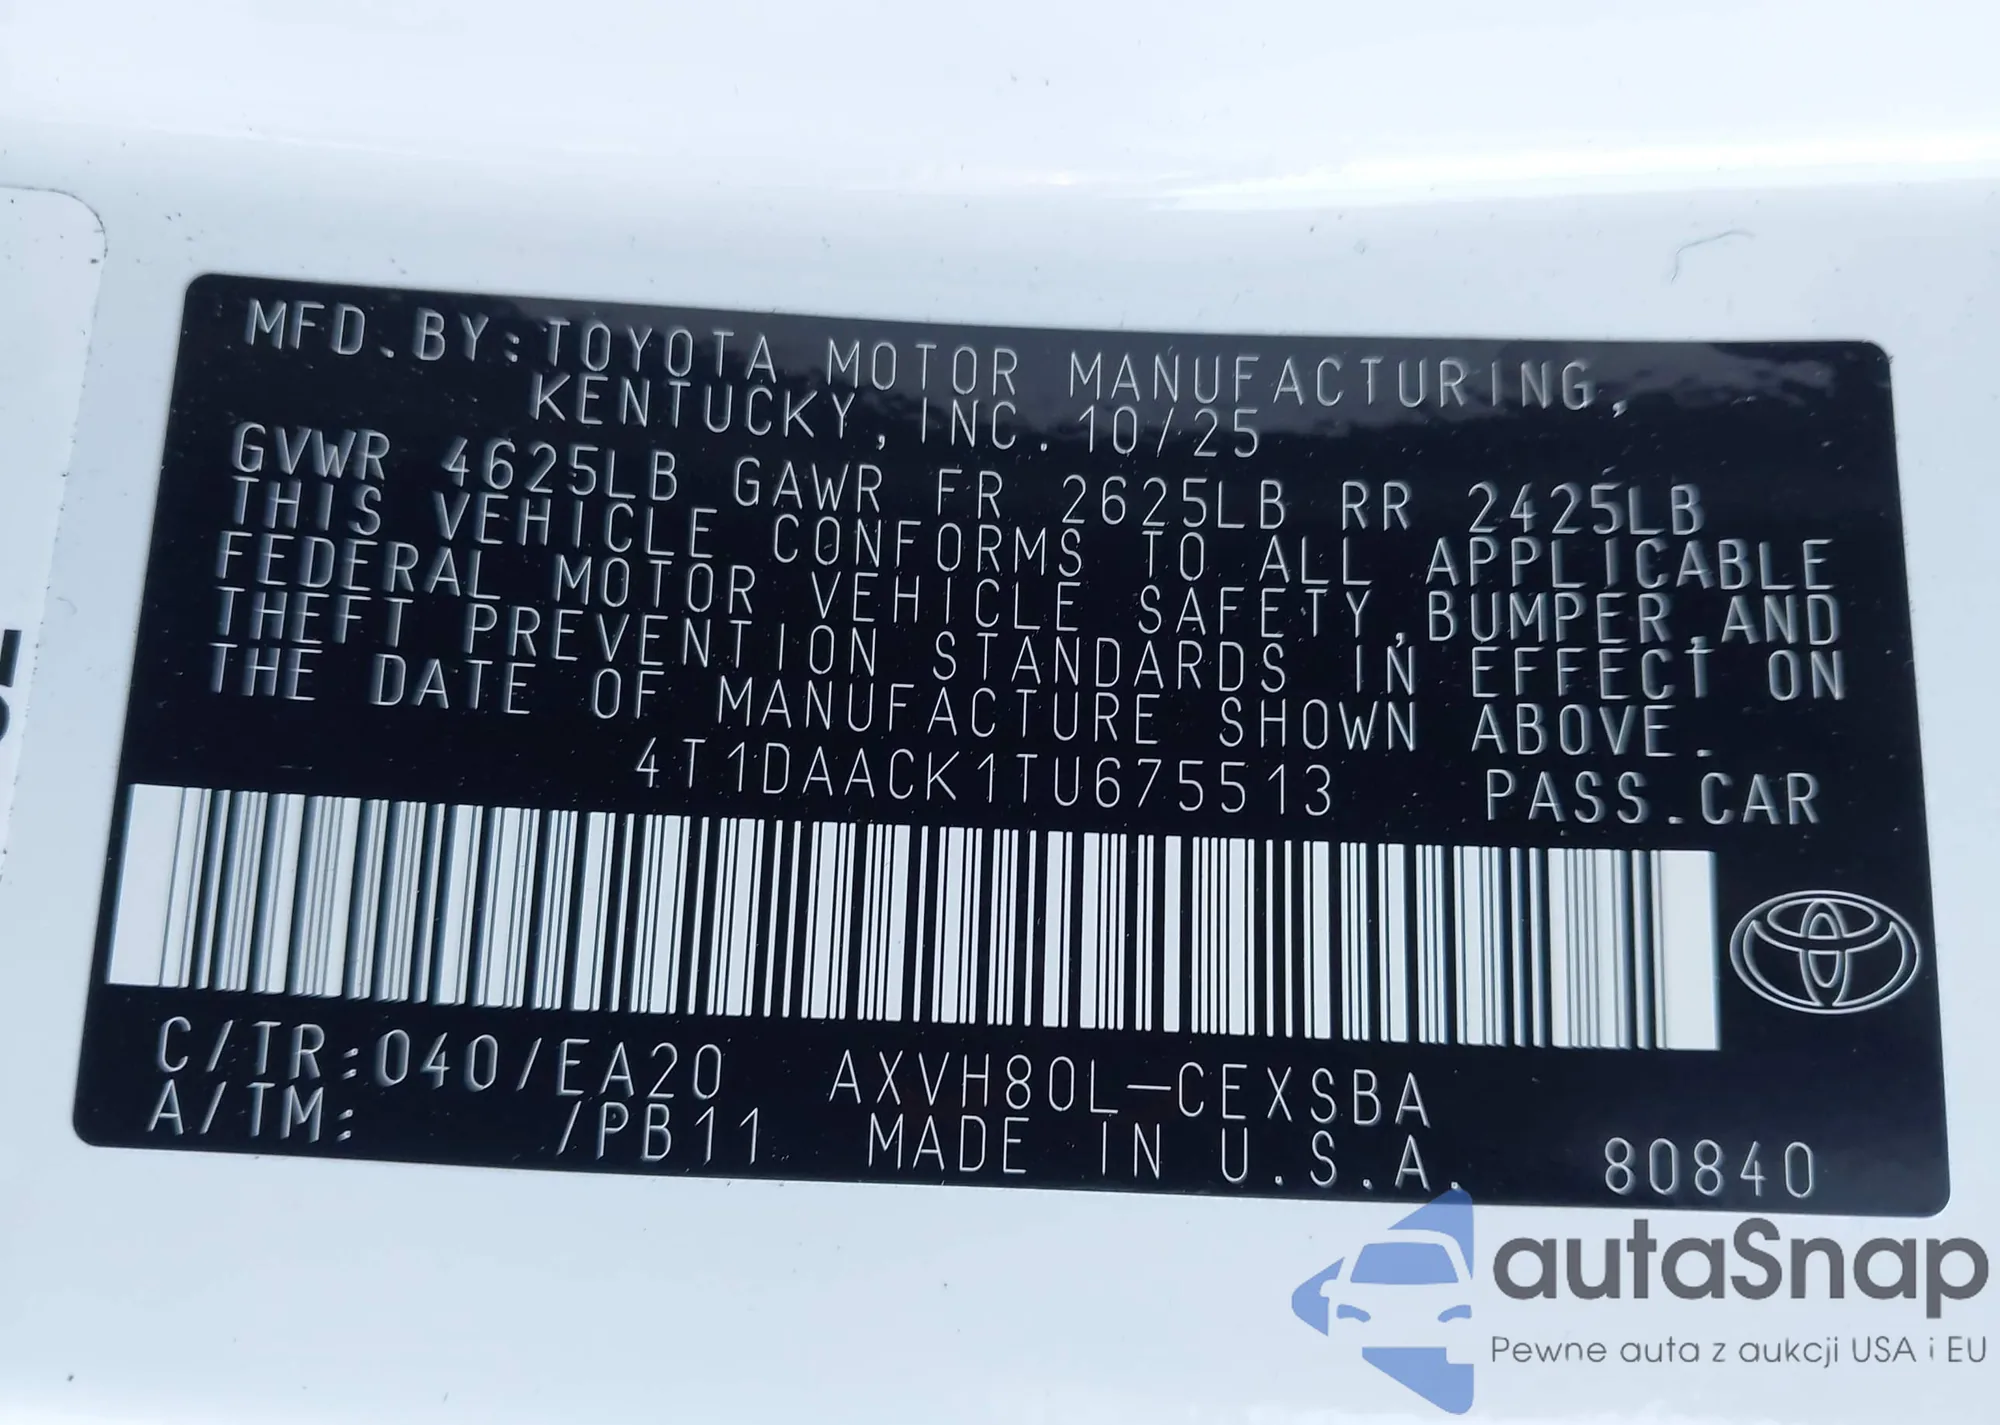 MFD.BY:TOYOTA MOTOR MANUFACTURING,
KENTUCKY, INC. 10/25
GVWR 4625LB GAWR FR 2625LB RR 2425LB
THIS VEHICLE CONFORMS TO ALL APPLICABLE
FEDERAL MOTOR VEHICLE SAFETY,BUMPER,AND
THEFT PREVENTION STANDARDS IN EFFECT ON
THE DATE OF MANUFACTURE SHOWN ABOVE.
4T1DAACK1TU675513 PASS.CAR
C/TR:040/EA20 AXVH80L-CEXSBA
A/TM: /PB11 MADE IN U.S.A. 80840
autaSnap
Pewne auta z aukcji USA i EU